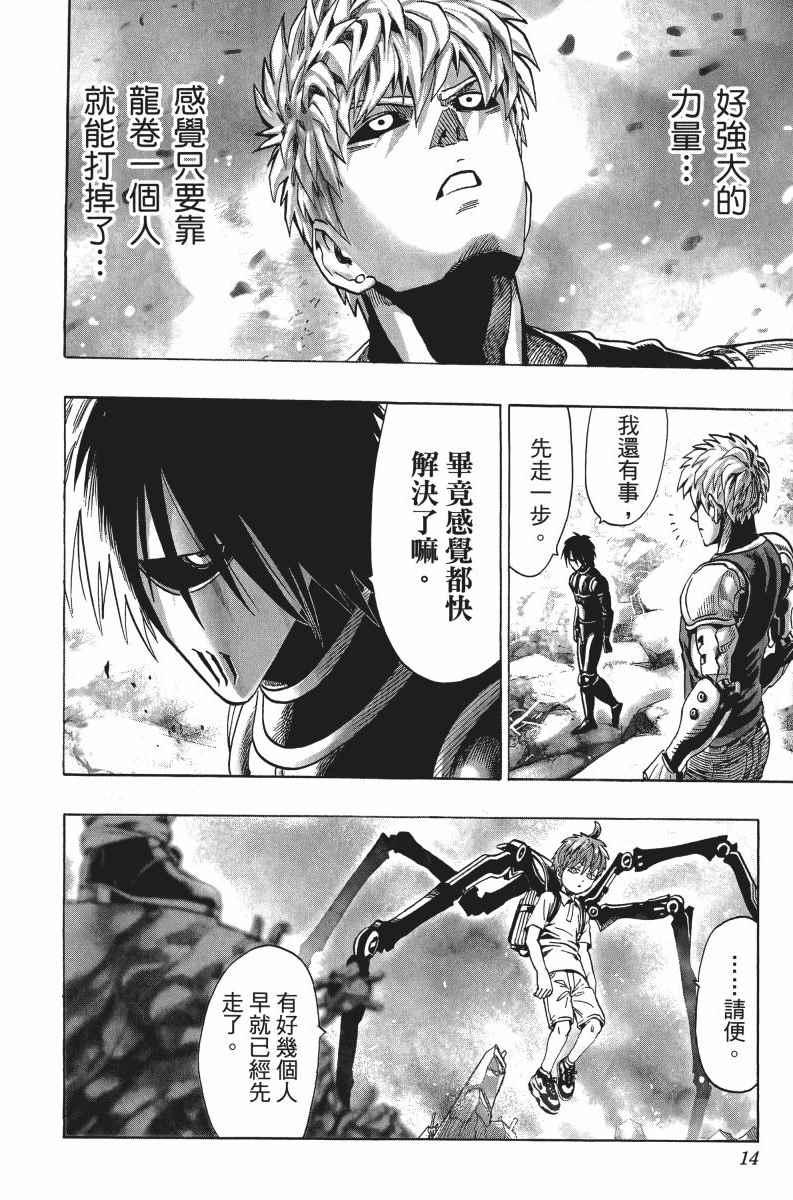 好強大的
力量…
感覺只要靠
龍卷一個人
就能打掉了…
我還有事，
先走一步。
畢竟感覺都快
解決了嘛。
……請便。
有好幾個人
早就已經先
走了。
14